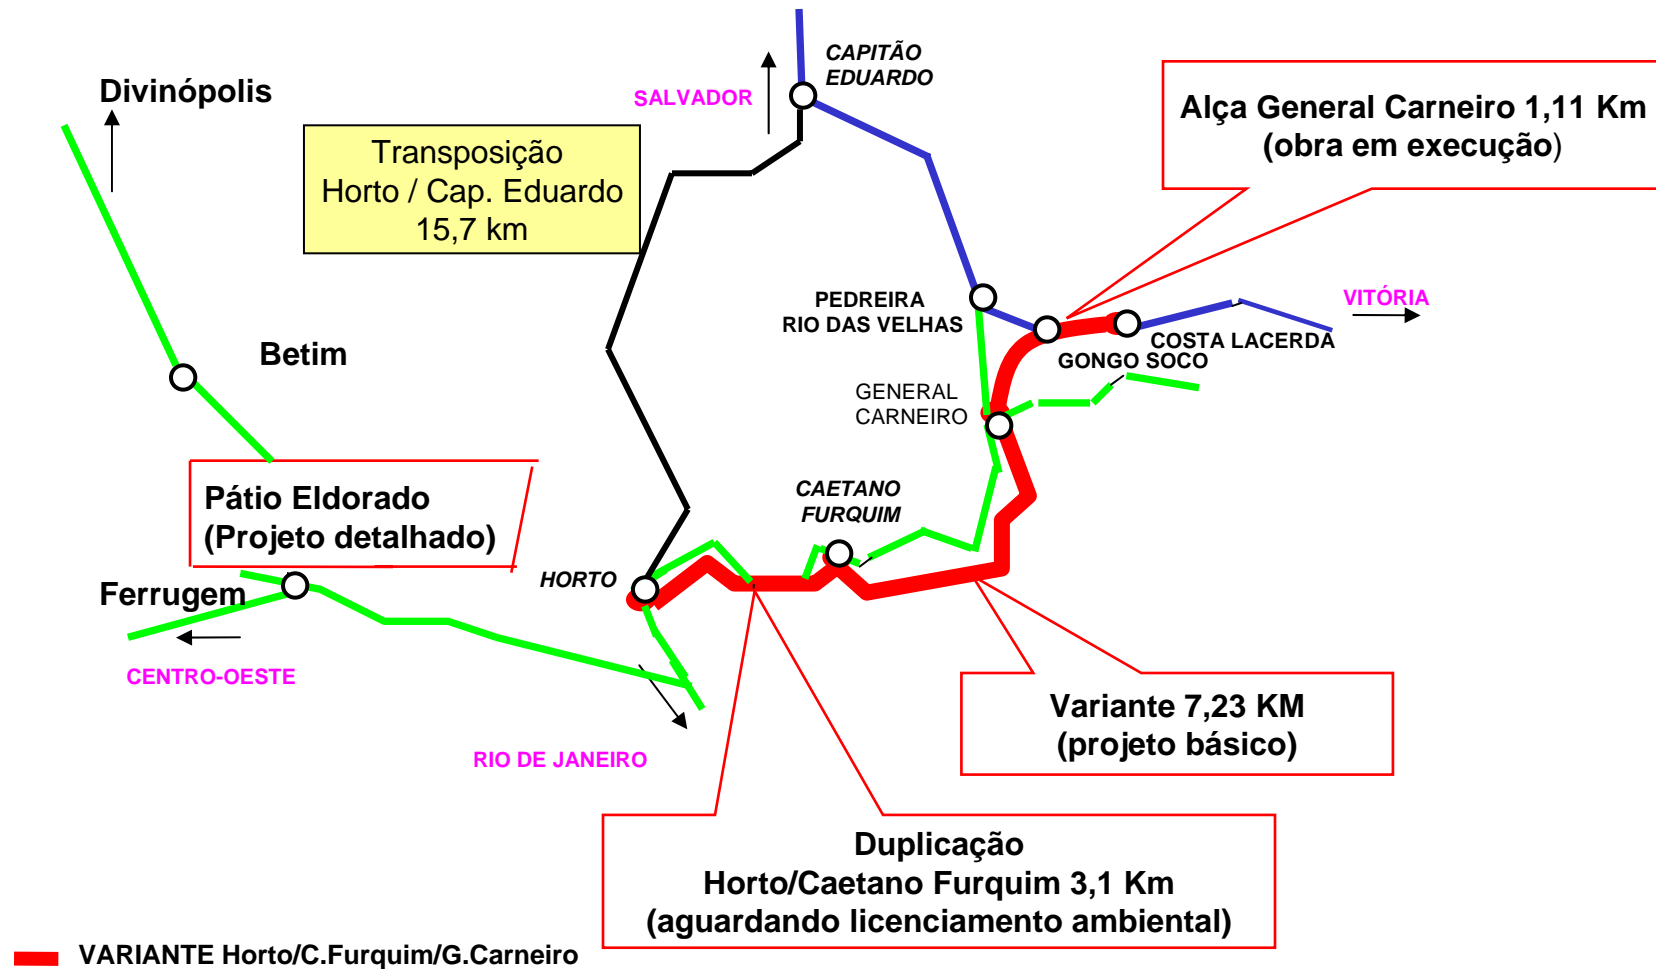 CAPITÃO
EDUARDO
Divinópolis
SALVADOR
Alça General Carneiro 1,11 Km
(obra em execução)
Transposição
Horto / Cap. Eduardo
15,7 km
PEDREIRA
RIO DAS VELHAS
VITÓRIA
Betim
COSTA LACERDA
GONGO SOCO
GENERAL
CARNEIRO
Pátio Eldorado
(Projeto detalhado)
CAETANO
FURQUIM
HORTO
Ferrugem
CENTRO-OESTE
RIO DE JANEIRO
Variante 7,23 KM
(projeto básico)
Duplicação
Horto/Caetano Furquim 3,1 Km
(aguardando licenciamento ambiental)
VARIANTE Horto/C.Furquim/G.Carneiro